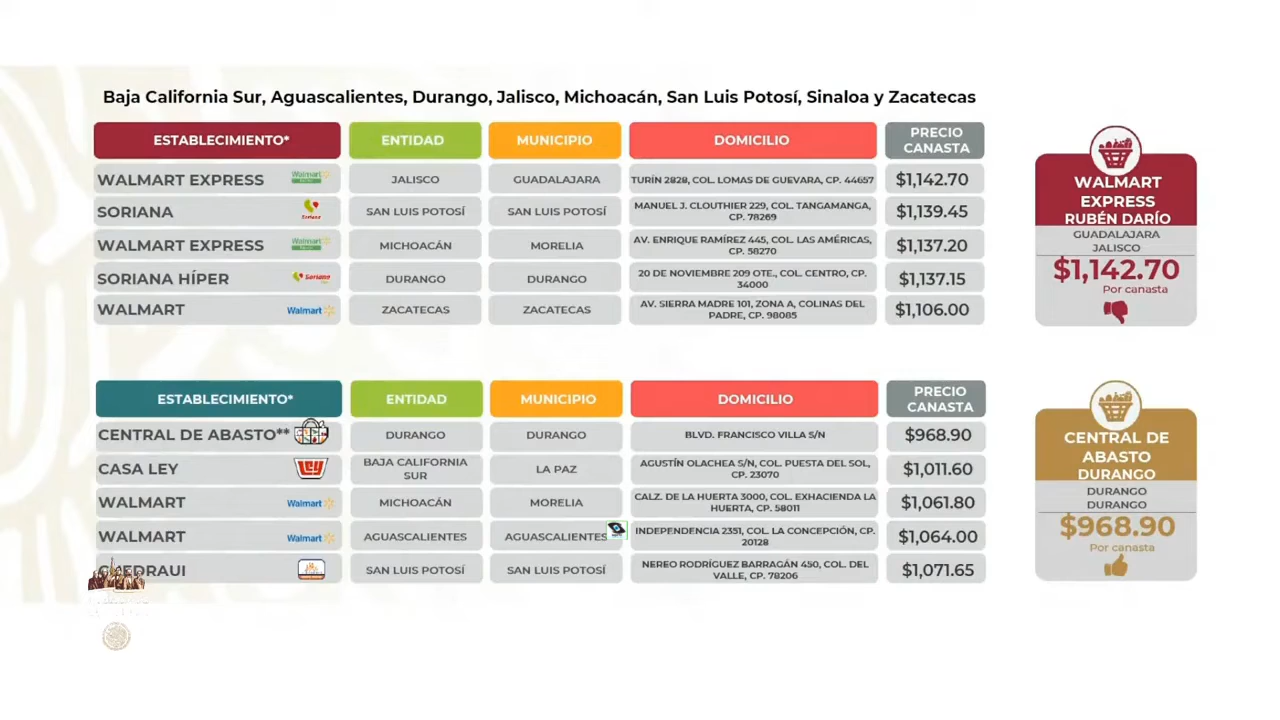 Baja California Sur, Aguascalientes, Durango, Jalisco, Michoacán, San Luis Potosí, Sinaloa y Zacatecas
ESTABLECIMIENTO* ENTIDAD MUNICIPIO DOMICILIO PRECIO CANASTA
WALMART EXPRESS Walmart JALISCO GUADALAJARA TURÍN 2828, COL. LOMAS DE GUEVARA, CP. 44657 $1,142.70
SORIANA Soriana SAN LUIS POTOSÍ SAN LUIS POTOSÍ MANUEL J. CLOUTHIER 229, COL. TANGAMANGA, CP. 78269 $1,139.45
WALMART EXPRESS Walmart MICHOACÁN MORELIA AV. ENRIQUE RAMÍREZ 445, COL. LAS AMÉRICAS, CP. 58270 $1,137.20
SORIANA HÍPER Soriana DURANGO DURANGO 20 DE NOVIEMBRE 209 OTE., COL. CENTRO, CP. 34000 $1,137.15
WALMART Walmart ZACATECAS ZACATECAS AV. SIERRA MADRE 101, ZONA A, COLINAS DEL PADRE, CP. 98085 $1,106.00
WALMART
EXPRESS
RUBÉN DARÍO
GUADALAJARA
JALISCO
$1,142.70
Por canasta
ESTABLECIMIENTO* ENTIDAD MUNICIPIO DOMICILIO PRECIO CANASTA
CENTRAL DE ABASTO** DURANGO DURANGO BLVD. FRANCISCO VILLA S/N $968.90
CASA LEY LEY BAJA CALIFORNIA SUR LA PAZ AGUSTÍN OLACHEA S/N, COL. PUESTA DEL SOL, CP. 23070 $1,011.60
WALMART Walmart MICHOACÁN MORELIA CALZ. DE LA HUERTA 3000, COL. EXHACIENDA LA HUERTA, CP. 58011 $1,061.80
WALMART Walmart AGUASCALIENTES AGUASCALIENTES INDEPENDENCIA 2351, COL. LA CONCEPCIÓN, CP. 20128 $1,064.00
CHEDRAUI SAN LUIS POTOSÍ SAN LUIS POTOSÍ NEREO RODRÍGUEZ BARRAGÁN 450, COL. DEL VALLE, CP. 78206 $1,071.65
CENTRAL DE
ABASTO
DURANGO
DURANGO
DURANGO
$968.90
Por canasta